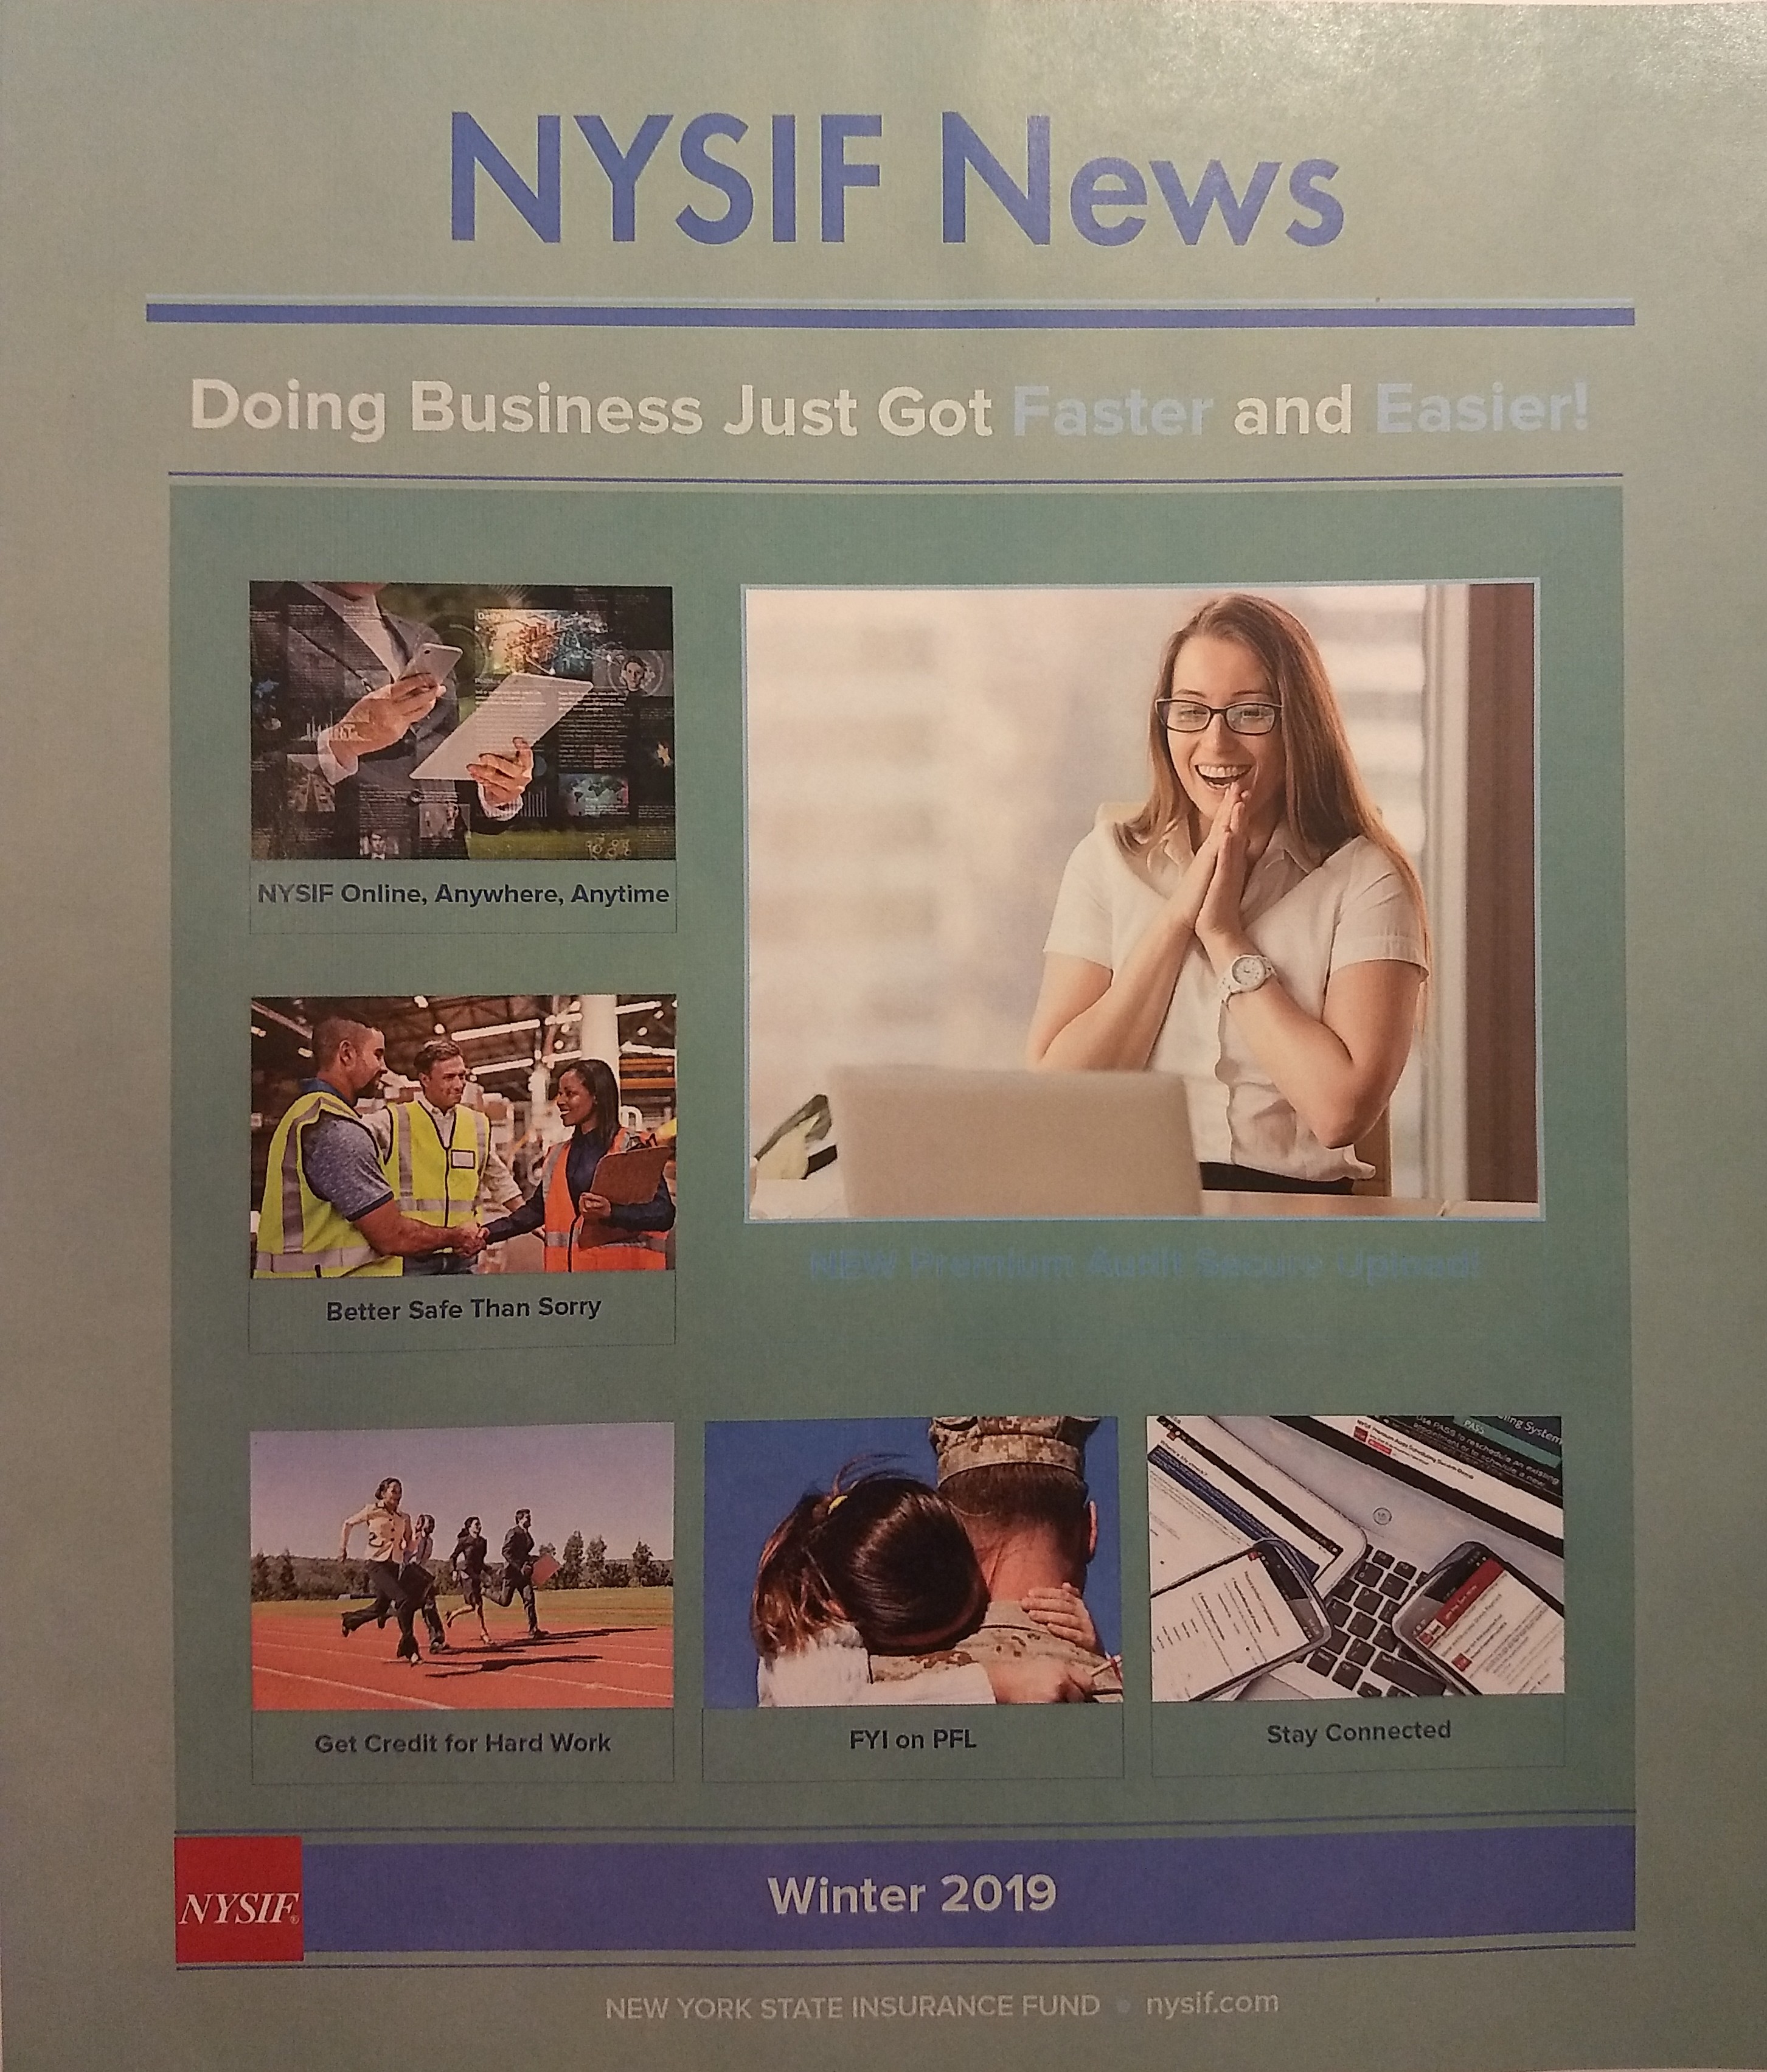 NYSIF News
Doing Business Just Got Faster and Easier!
NYSIF Online, Anywhere, Anytime
NEW Premium Audit Secure Upload!
Better Safe Than Sorry
Get Credit for Hard Work
FYI on PFL
Stay Connected
NYSIF®
Winter 2019
NEW YORK STATE INSURANCE FUND • nysif.com